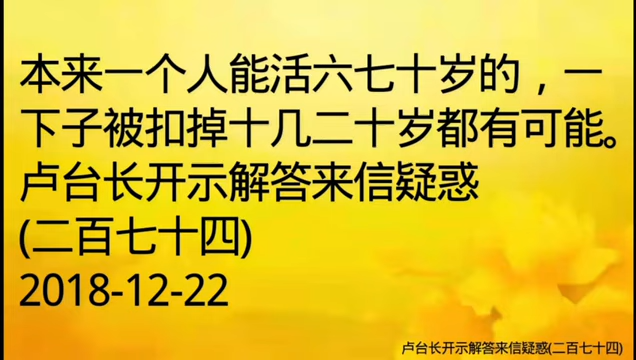 本来一个人能活六七十岁的，一
下子被扣掉十几二十岁都有可能。
卢台长开示解答来信疑惑
(二百七十四)
2018-12-22
卢台长开示解答来信疑惑(二百七十四)